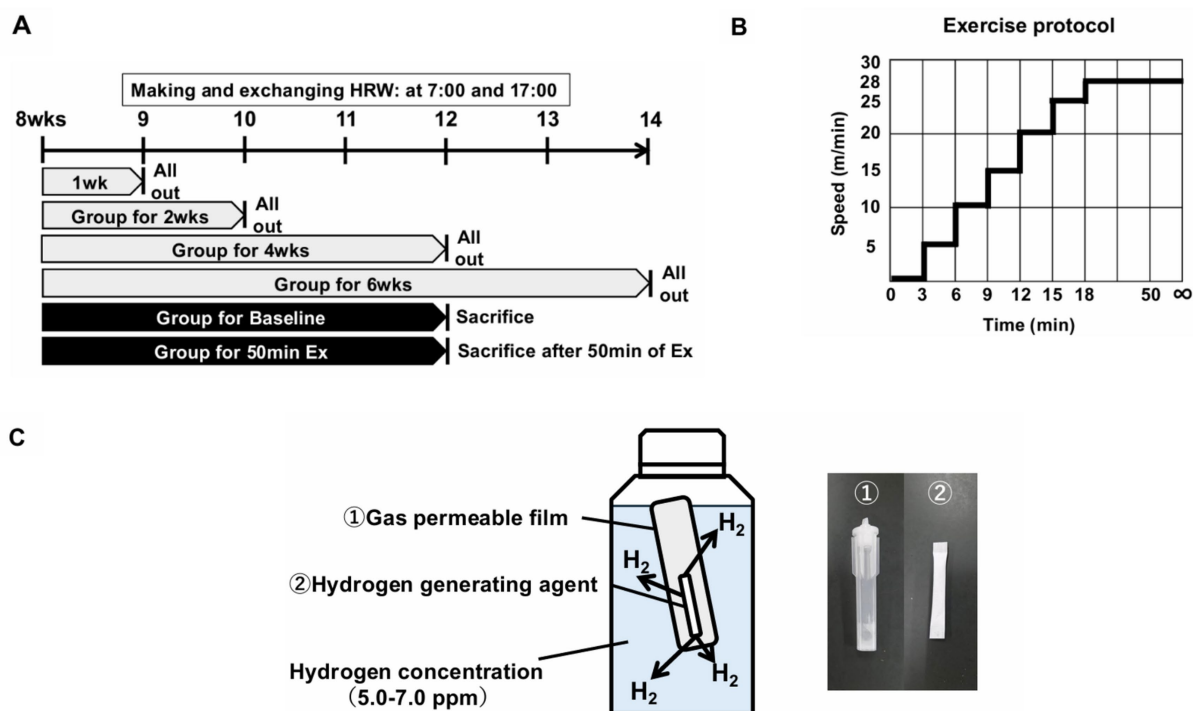 A
Making and exchanging HRW: at 7:00 and 17:00
8wks 9 10 11 12 13 14
1wk All out
Group for 2wks All out
Group for 4wks All out
Group for 6wks All out
Group for Baseline Sacrifice
Group for 50min Ex Sacrifice after 50min of Ex
B
Exercise protocol
Speed (m/min)
30
28
25
20
15
10
5
0 3 6 9 12 15 18 50 ∞
Time (min)
C
①Gas permeable film
②Hydrogen generating agent
Hydrogen concentration
(5.0-7.0 ppm)
H₂
H₂
H₂
H₂
① ②